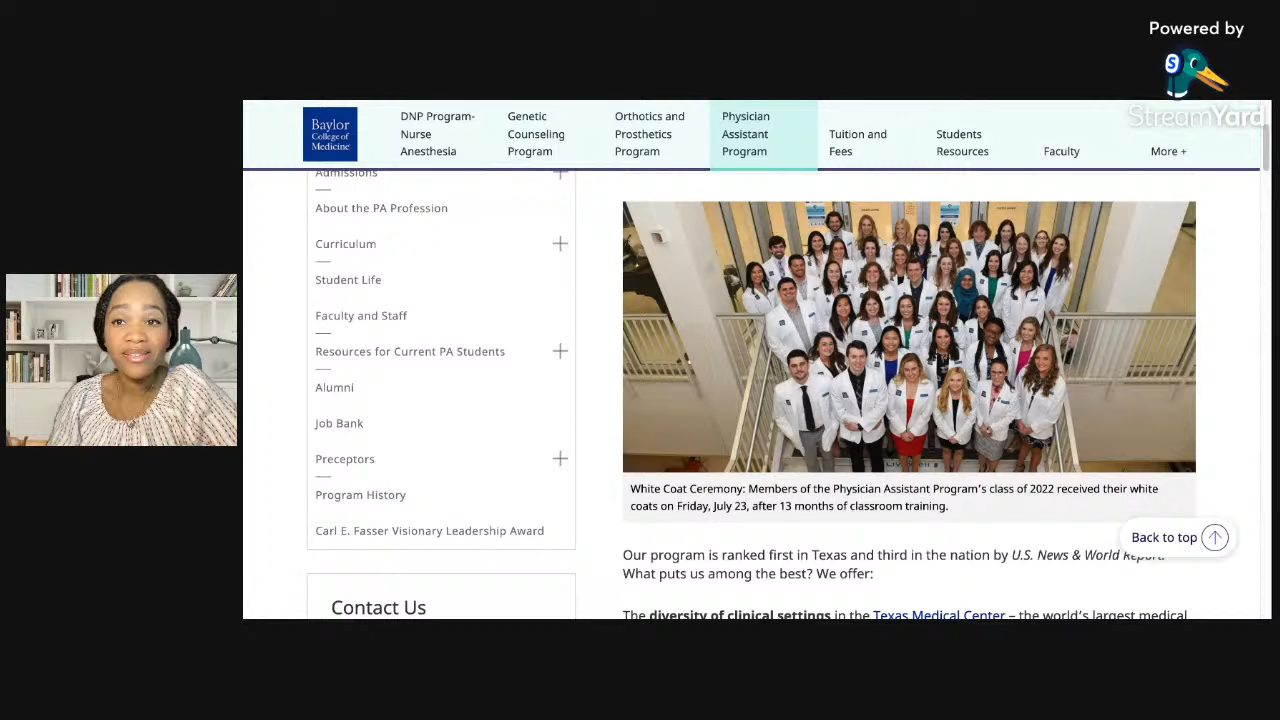 Powered by
StreamYard
Baylor
College of
Medicine
DNP Program-
Nurse
Anesthesia
Genetic
Counseling
Program
Orthotics and
Prosthetics
Program
Physician
Assistant
Program
Tuition and
Fees
Students
Resources
Faculty
More +
Admissions
About the PA Profession
Curriculum
Student Life
Faculty and Staff
Resources for Current PA Students
Alumni
Job Bank
Preceptors
Program History
Carl E. Fasser Visionary Leadership Award
Contact Us
White Coat Ceremony: Members of the Physician Assistant Program's class of 2022 received their white
coats on Friday, July 23, after 13 months of classroom training.
Back to top
Our program is ranked first in Texas and third in the nation by U.S. News & World Report.
What puts us among the best? We offer:
The diversity of clinical settings in the Texas Medical Center – the world's largest medical